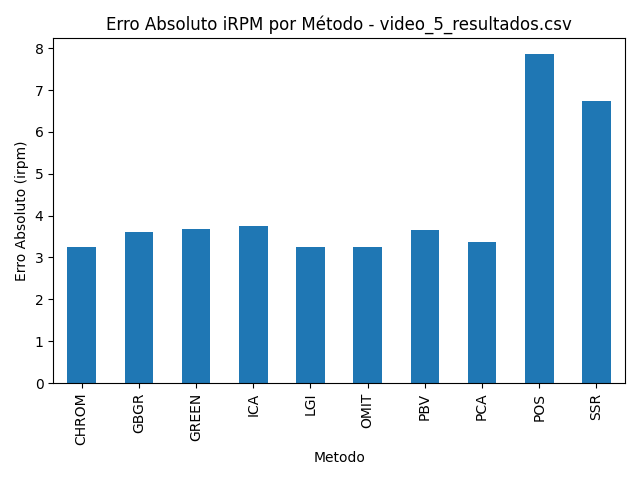 Erro Absoluto iRPM por Método - video_5_resultados.csv
8
7
6
5
4
3
2
1
0
Erro Absoluto (irpm)
CHROM
GBGR
GREEN
ICA
LGI
OMIT
PBV
PCA
POS
SSR
Metodo